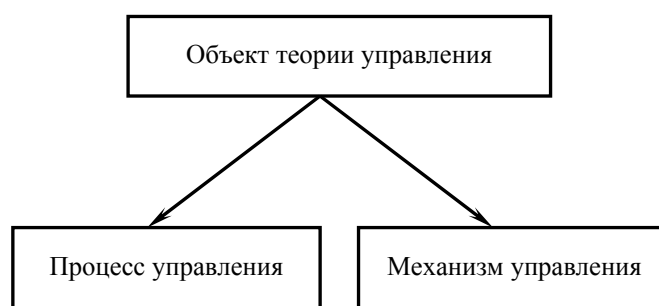 Объект теории управления
Процесс управления
Механизм управления